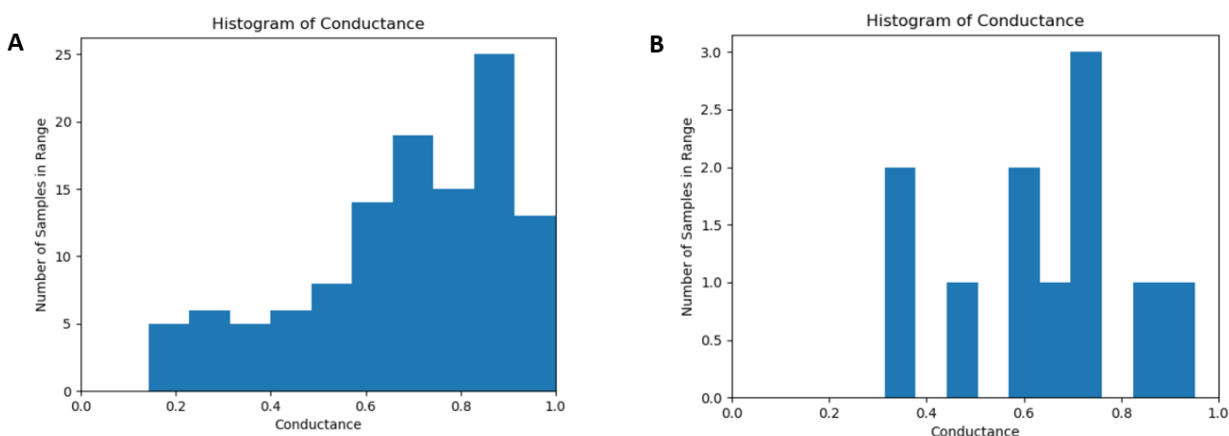 A
Histogram of Conductance
Number of Samples in Range
25
20
15
10
5
0
0.0 0.2 0.4 0.6 0.8 1.0
Conductance
B
Histogram of Conductance
Number of Samples in Range
3.0
2.5
2.0
1.5
1.0
0.5
0.0
0.0 0.2 0.4 0.6 0.8 1.0
Conductance